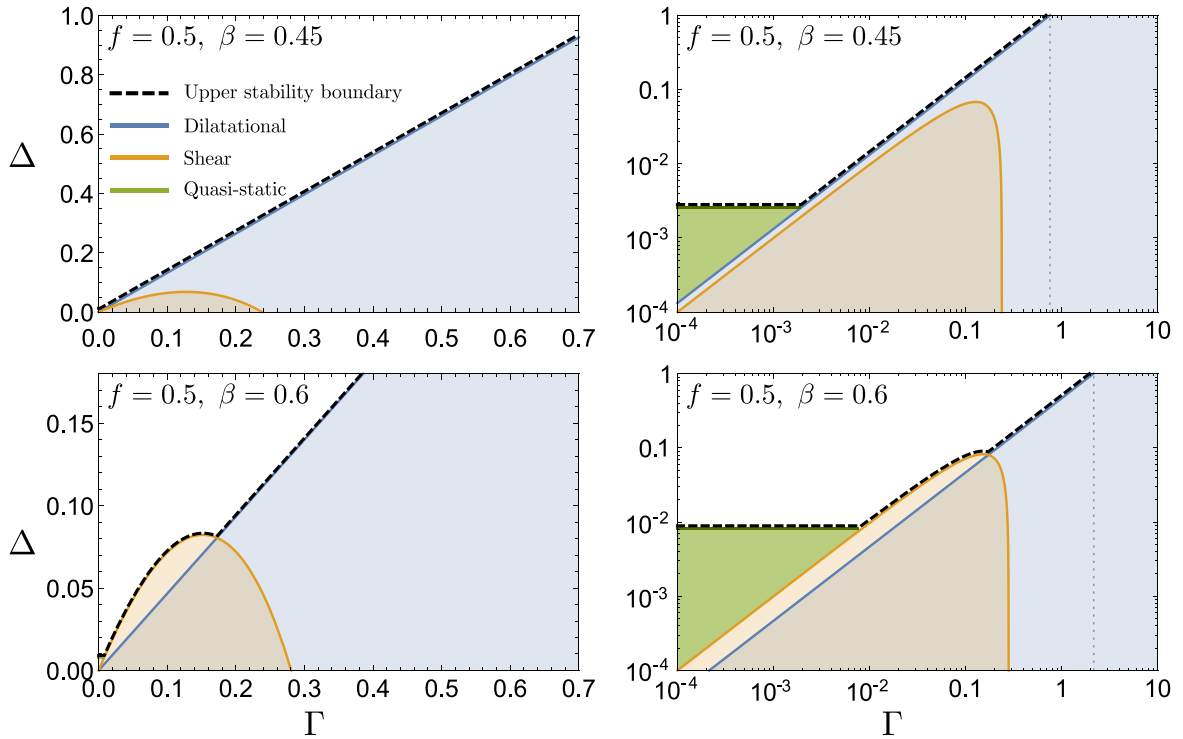 f = 0.5, β = 0.45
Upper stability boundary
Dilatational
Shear
Quasi-static
Δ
1.0
0.8
0.6
0.4
0.2
0.0
0.0 0.1 0.2 0.3 0.4 0.5 0.6 0.7
f = 0.5, β = 0.45
1
0.1
10⁻²
10⁻³
10⁻⁴
10⁻⁴ 10⁻³ 10⁻² 0.1 1 10
f = 0.5, β = 0.6
Δ
0.15
0.10
0.05
0.00
0.0 0.1 0.2 0.3 0.4 0.5 0.6 0.7
Γ
f = 0.5, β = 0.6
1
0.1
10⁻²
10⁻³
10⁻⁴
10⁻⁴ 10⁻³ 10⁻² 0.1 1 10
Γ